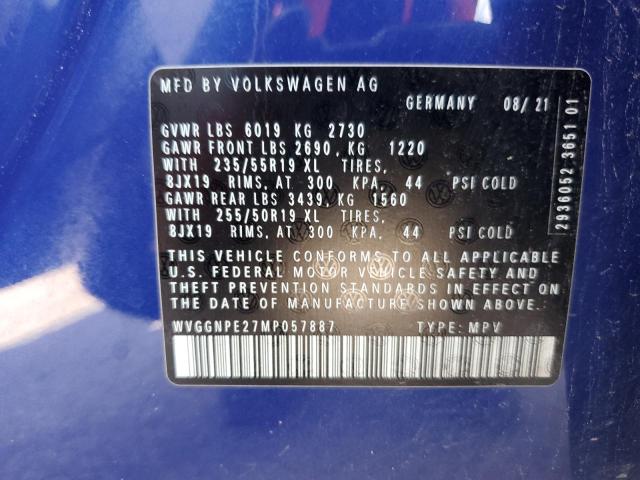 MFD BY VOLKSWAGEN AG
GERMANY 08/21
GVWR LBS 6019 KG 2730
GAWR FRONT LBS 2690, KG 1220
WITH 235/55R19 XL TIRES,
8JX19 RIMS, AT 300 KPA, 44 PSI COLD
GAWR REAR LBS 3439, KG 1560
WITH 255/50R19 XL TIRES,
8JX19 RIMS, AT 300 KPA, 44 PSI COLD
THIS VEHICLE CONFORMS TO ALL APPLICABLE
U.S. FEDERAL MOTOR VEHICLE SAFETY AND
THEFT PREVENTION STANDARDS IN EFFECT ON
THE DATE OF MANUFACTURE SHOWN ABOVE.
WVGGNPE27MP057887 TYPE: MPV
2936052 3651 01